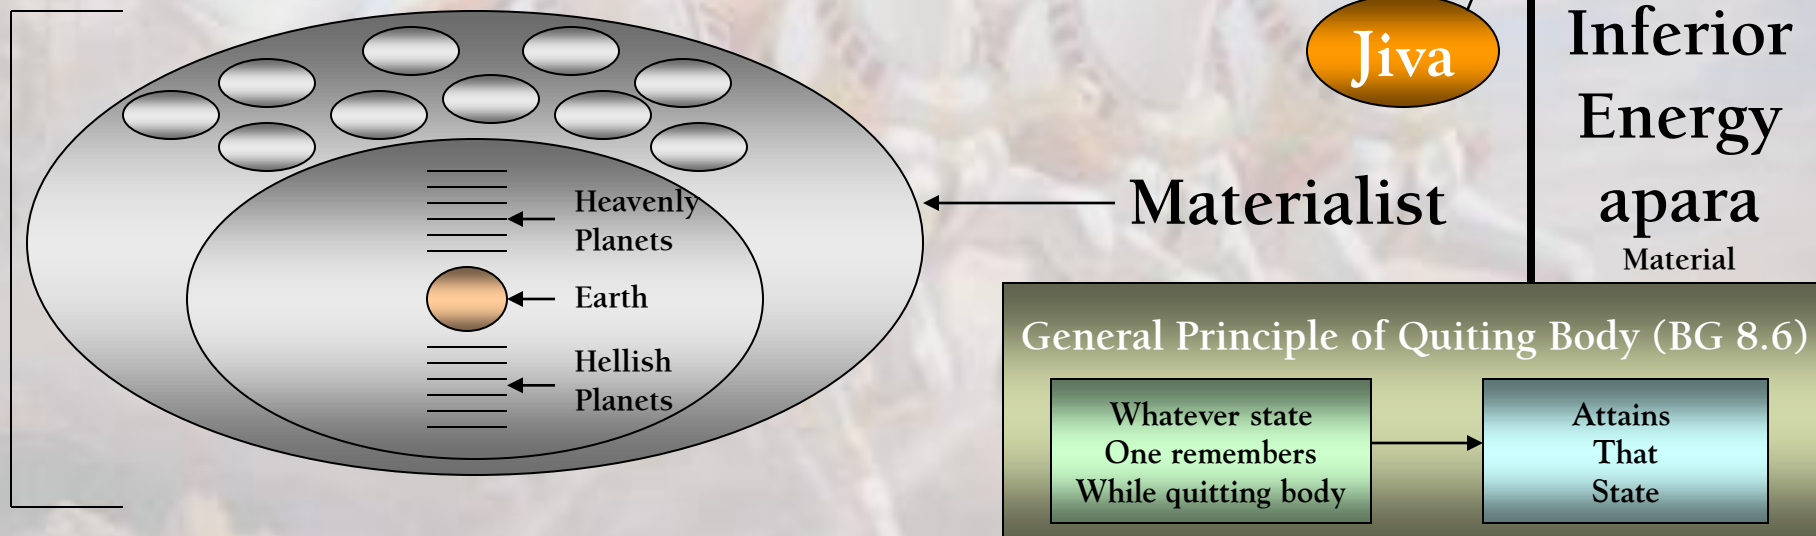 Heavenly
Planets
Earth
Hellish
Planets
Jiva
Materialist
Inferior
Energy
apara
Material
General Principle of Quiting Body (BG 8.6)
Whatever state
One remembers
While quitting body
Attains
That
State